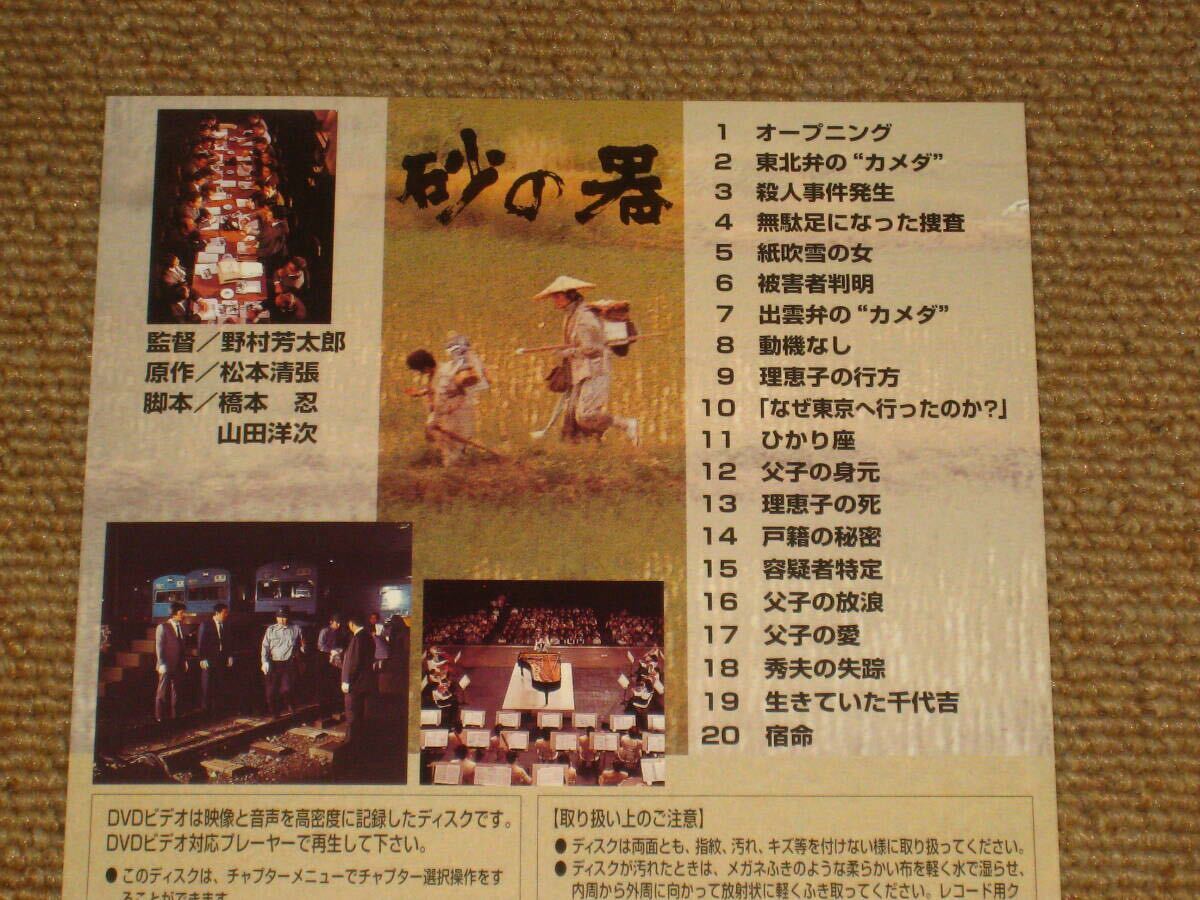 砂の器
監督／野村芳太郎
原作／松本清張
脚本／橋本　忍
山田洋次
1 オープニング
2 東北弁の“カメダ”
3 殺人事件発生
4 無駄足になった捜査
5 紙吹雪の女
6 被害者判明
7 出雲弁の“カメダ”
8 動機なし
9 理恵子の行方
10 「なぜ東京へ行ったのか?」
11 ひかり座
12 父子の身元
13 理恵子の死
14 戸籍の秘密
15 容疑者特定
16 父子の放浪
17 父子の愛
18 秀夫の失踪
19 生きていた千代吉
20 宿命
DVDビデオは映像と音声を高密度に記録したディスクです。
DVDビデオ対応プレーヤーで再生して下さい。
●このディスクは、チャプターメニューでチャプター選択操作をす
ることができます。
【取り扱い上のご注意】
●ディスクは両面とも、指紋、汚れ、キズ等を付けない様に取り扱ってください。
●ディスクが汚れたときは、メガネふきのような柔らかい布を軽く水で湿らせ、
内周から外周に向かって放射状に軽くふき取ってください。レコード用ク